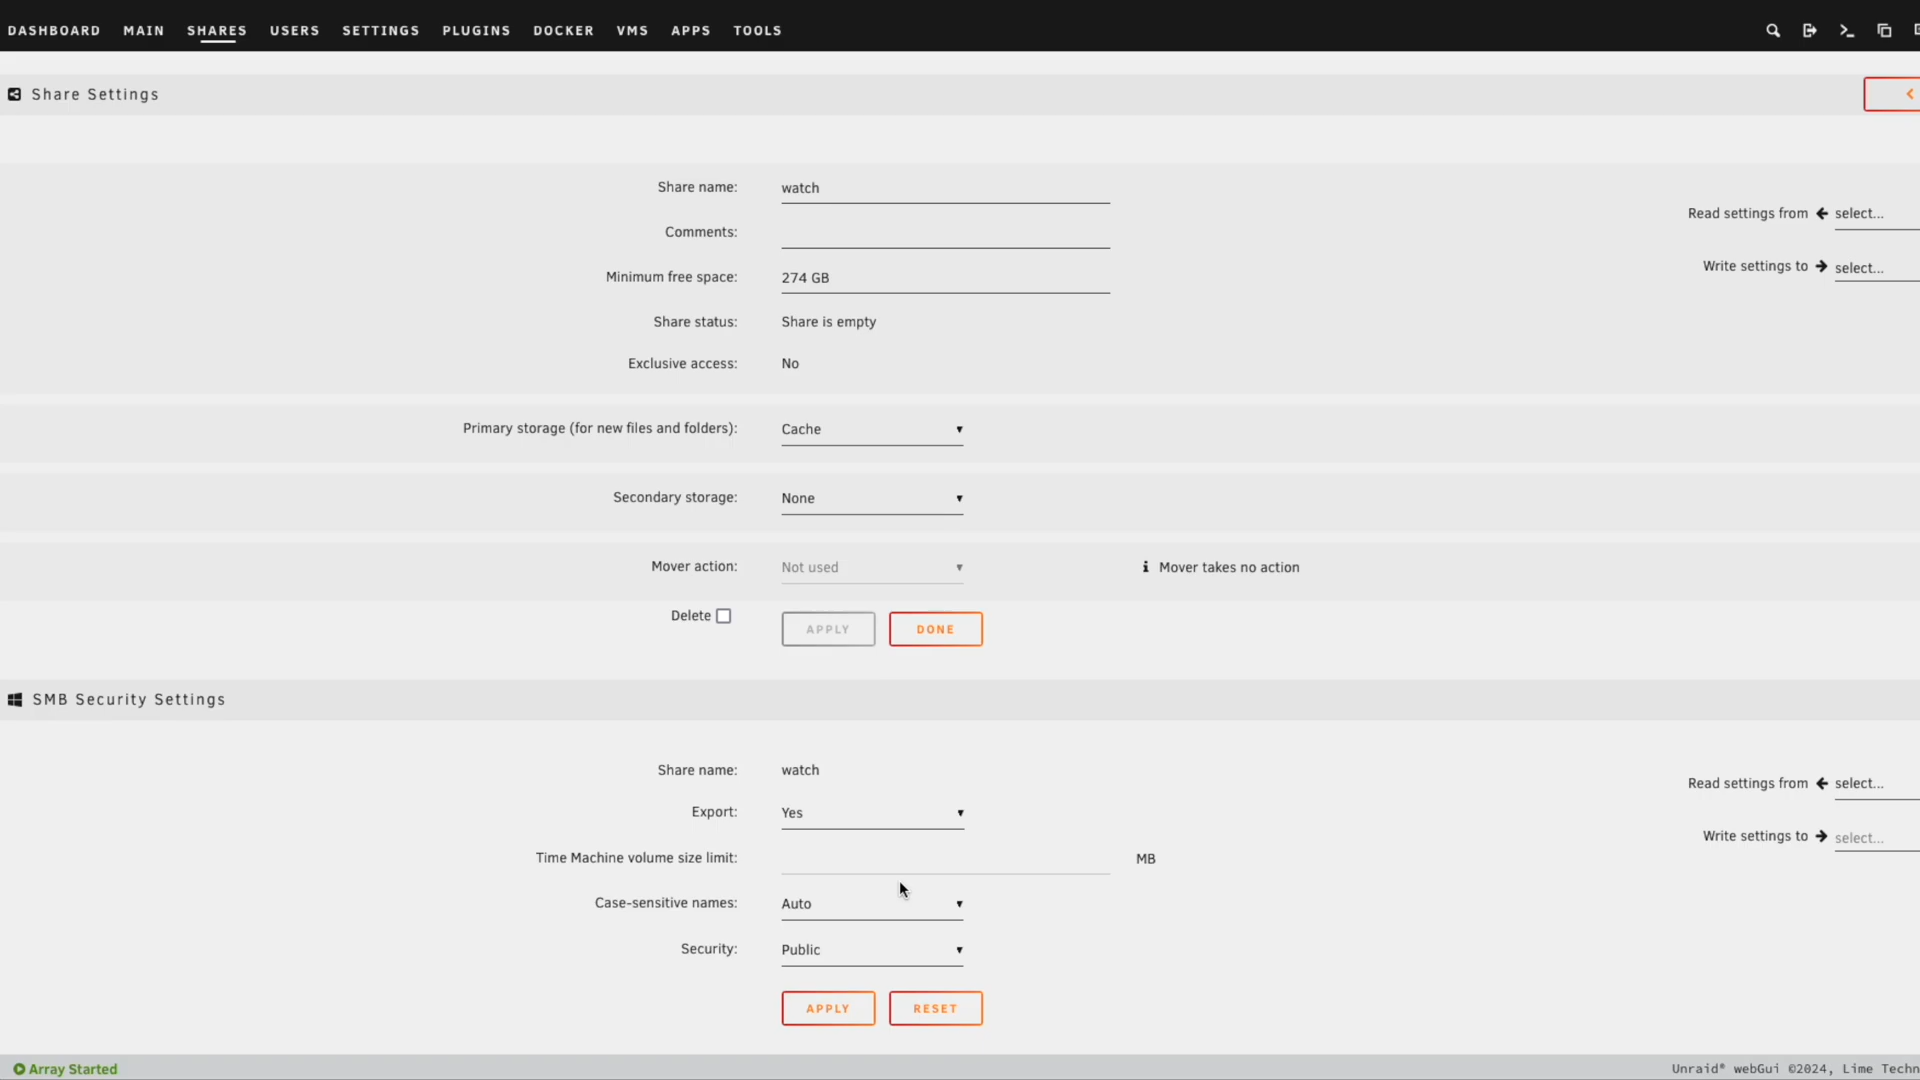 DASHBOARD MAIN SHARES USERS SETTINGS PLUGINS DOCKER VMS APPS TOOLS
Share Settings
Share name: watch
Read settings from select...
Comments:
Write settings to select...
Minimum free space: 274 GB
Share status: Share is empty
Exclusive access: No
Primary storage (for new files and folders): Cache
Secondary storage: None
Mover action: Not used Mover takes no action
Delete APPLY DONE
SMB Security Settings
Share name: watch
Read settings from select...
Export: Yes
Write settings to select...
Time Machine volume size limit: MB
Case-sensitive names: Auto
Security: Public
APPLY RESET
Array Started Unraid® webGui ©2024, Lime Techn